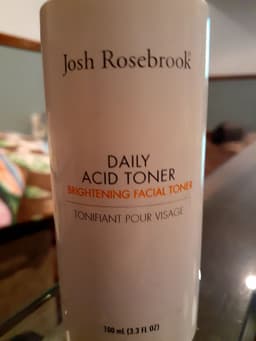 Josh Rosebrook®
DAILY
ACID TONER
BRIGHTENING FACIAL TONER
TONIFIANT POUR VISAGE
100 mL (3.3 FL OZ)